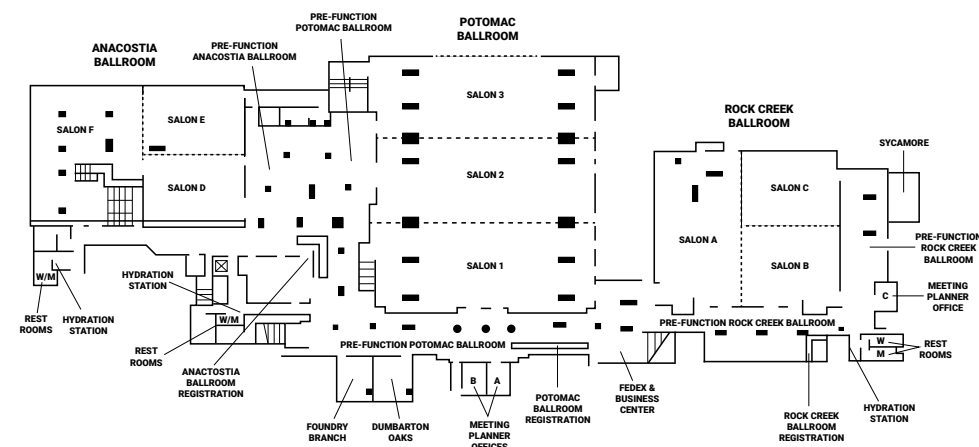 PRE-FUNCTION
POTOMAC BALLROOM
POTOMAC
BALLROOM
ANACOSTIA
BALLROOM
PRE-FUNCTION
ANACOSTIA BALLROOM
SALON 3
ROCK CREEK
BALLROOM
SALON E
SALON F
SYCAMORE
SALON 2
SALON D
SALON C
SALON A
PRE-FUNCTION
ROCK CREEK
BALLROOM
SALON 1
SALON B
W/M
HYDRATION
STATION
C
MEETING
PLANNER
OFFICE
REST
ROOMS
HYDRATION
STATION
W/M
PRE-FUNCTION ROCK CREEK BALLROOM
PRE-FUNCTION POTOMAC BALLROOM
REST
ROOMS
W
M
REST
ROOMS
ANACTOSTIA
BALLROOM
REGISTRATION
B
A
POTOMAC
BALLROOM
REGISTRATION
FEDEX &
BUSINESS
CENTER
HYDRATION
STATION
ROCK CREEK
BALLROOM
REGISTRATION
FOUNDRY
BRANCH
DUMBARTON
OAKS
MEETING
PLANNER
OFFICES